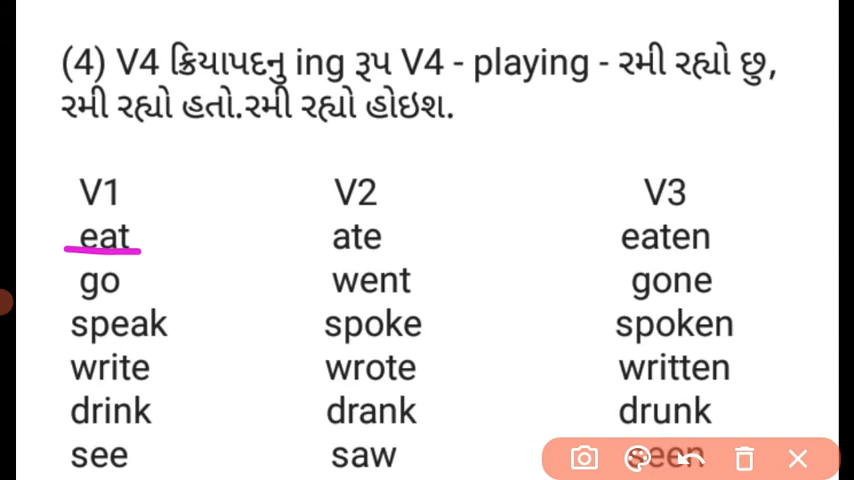 (4) V4 ક્રિયાપદનુ ing રૂપ V4 - playing - રમી રહ્યો છુ,
રમી રહ્યો હતો.રમી રહ્યો હોઇશ.
V1 V2 V3
eat ate eaten
go went gone
speak spoke spoken
write wrote written
drink drank drunk
see saw seen